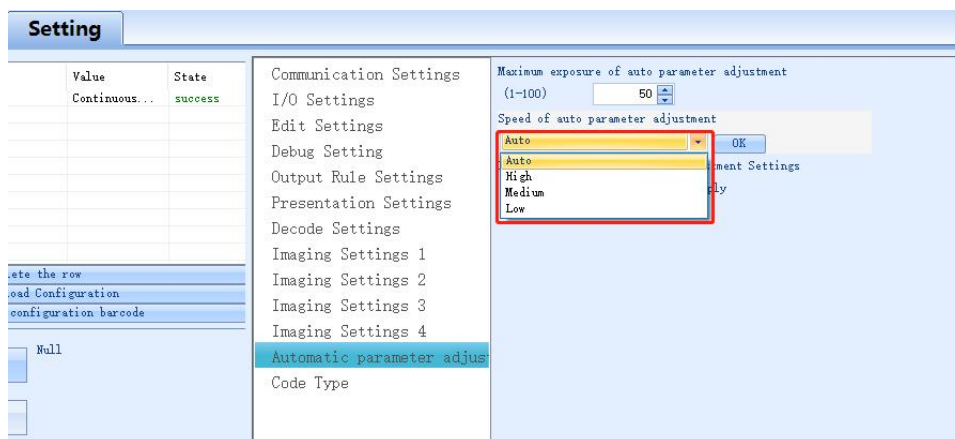 Setting
Value State
Continuous... success
ete the row
oad Configuration
configuration barcode
Null
Communication Settings
I/O Settings
Edit Settings
Debug Setting
Output Rule Settings
Presentation Settings
Decode Settings
Imaging Settings 1
Imaging Settings 2
Imaging Settings 3
Imaging Settings 4
Automatic parameter adjus
Code Type
Maximum exposure of auto parameter adjustment
(1-100) 50
Speed of auto parameter adjustment
Auto OK
Auto
High
Medium
Low
ment Settings
ply